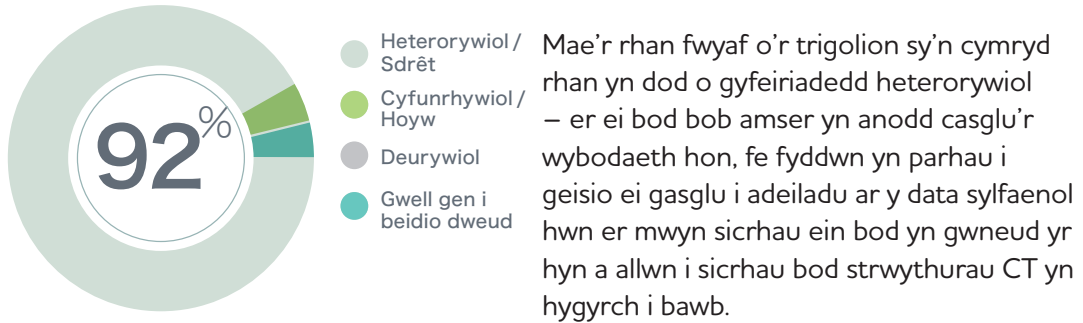 92%
Heterorywiol /
Sdrêt
Cyfunrhywiol /
Hoyw
Deurywiol
Gwell gen i
beidio dweud
Mae'r rhan fwyaf o'r trigolion sy'n cymryd
rhan yn dod o gyfeiriadedd heterorywiol
– er ei bod bob amser yn anodd casglu'r
wybodaeth hon, fe fyddwn yn parhau i
geisio ei gasglu i adeiladu ar y data sylfaenol
hwn er mwyn sicrhau ein bod yn gwneud yr
hyn a allwn i sicrhau bod strwythurau CT yn
hygyrch i bawb.